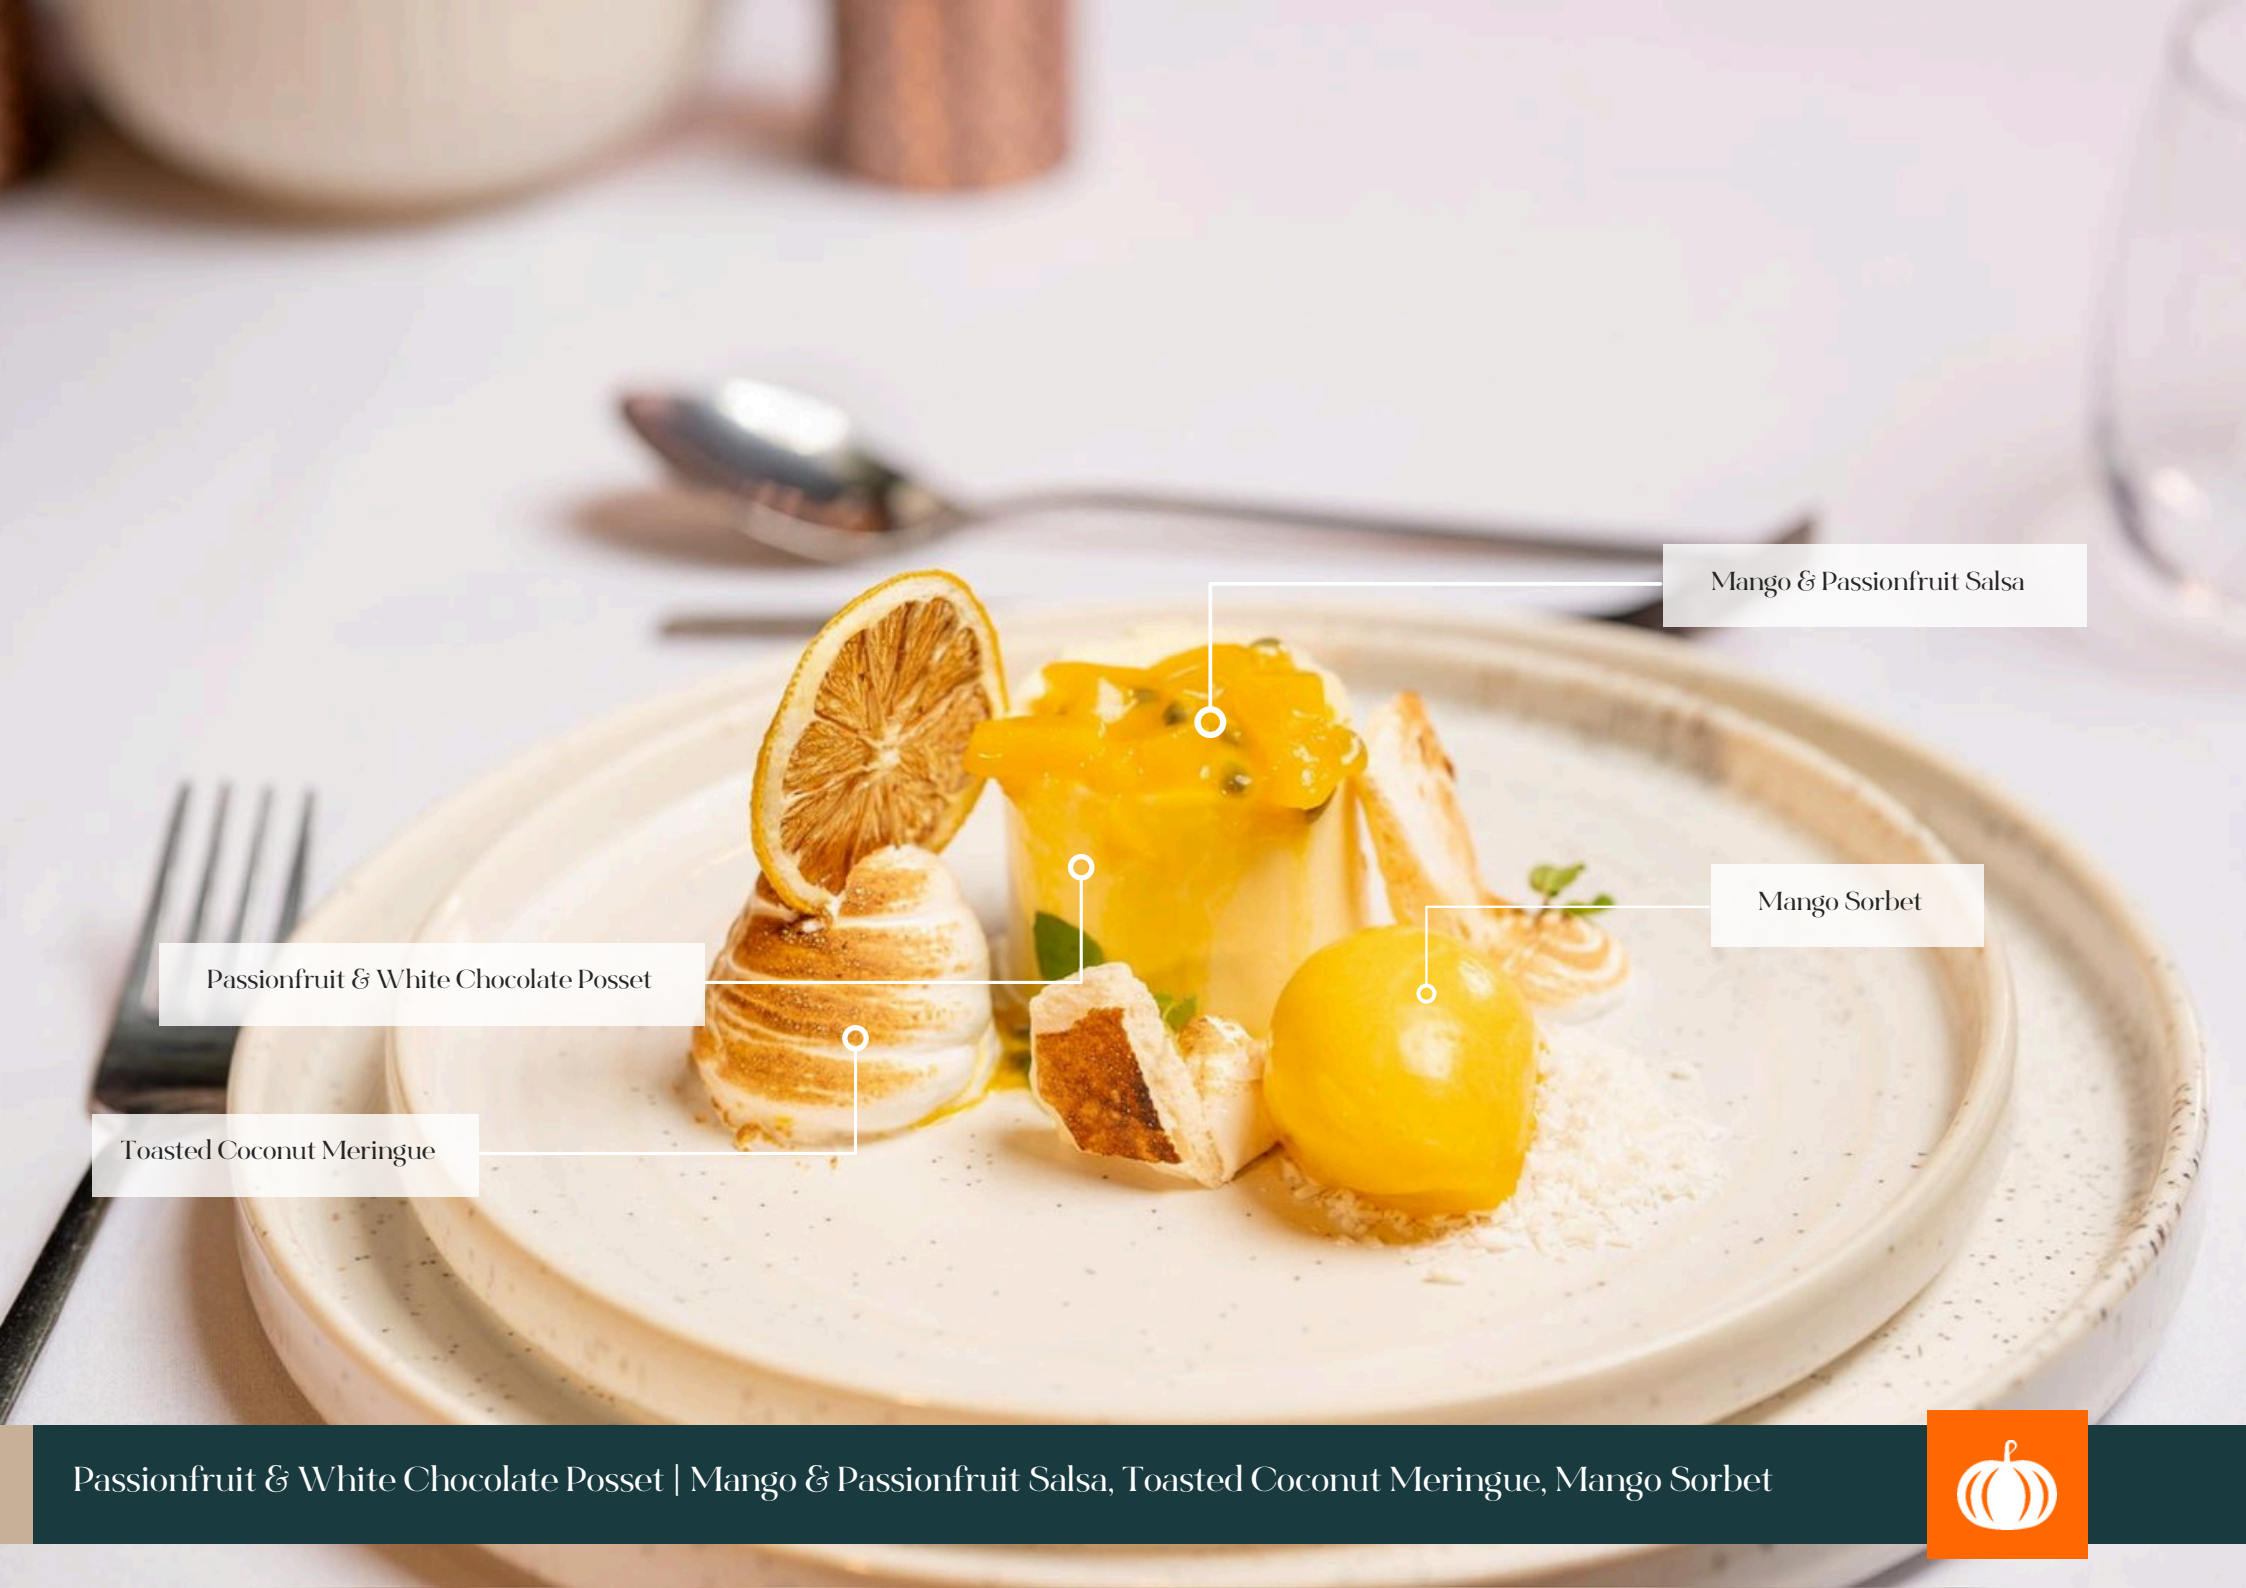 Mango & Passionfruit Salsa
Mango Sorbet
Passionfruit & White Chocolate Posset
Toasted Coconut Meringue
Passionfruit & White Chocolate Posset | Mango & Passionfruit Salsa, Toasted Coconut Meringue, Mango Sorbet